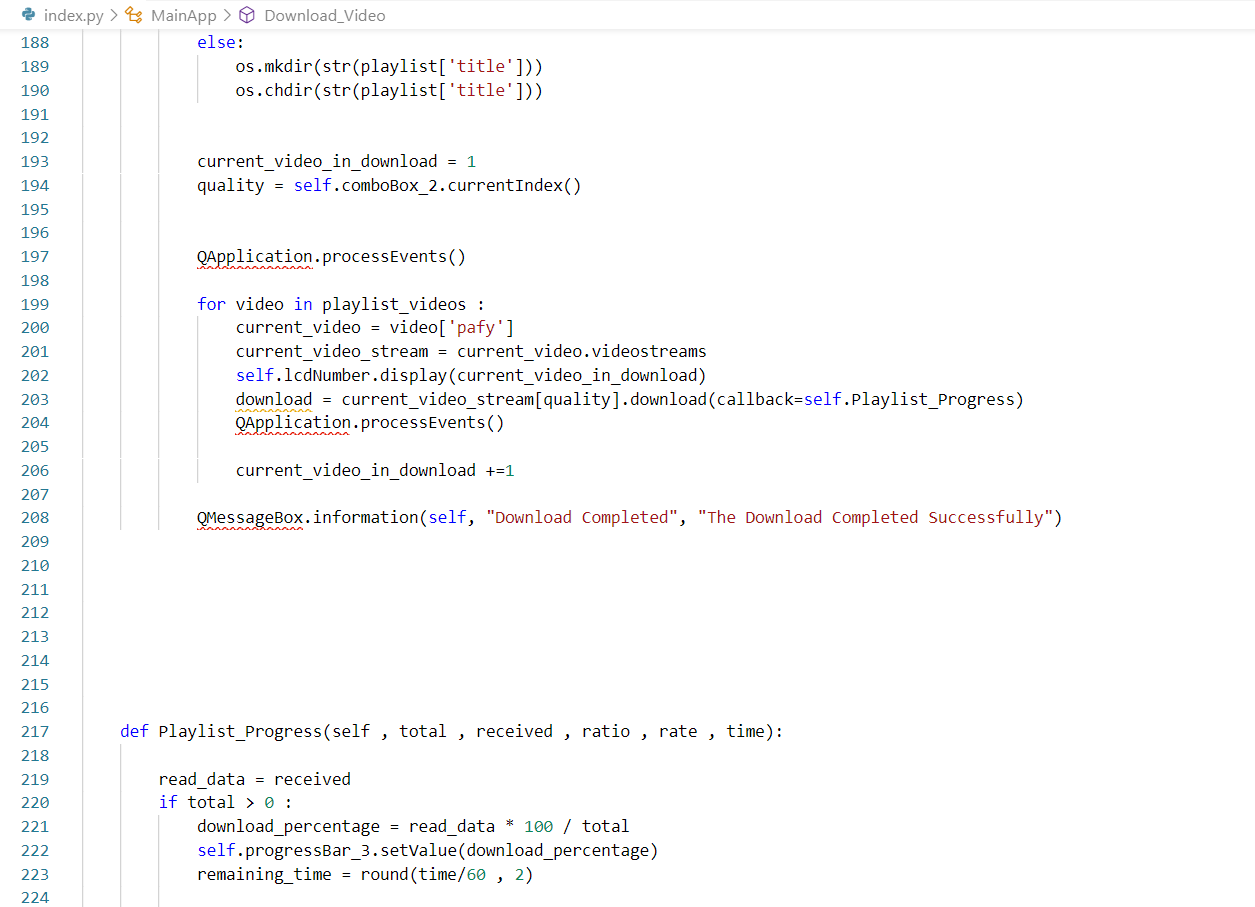 index.py > MainApp > Download_Video
188 else:
189 os.mkdir(str(playlist['title']))
190 os.chdir(str(playlist['title']))
191
192
193 current_video_in_download = 1
194 quality = self.comboBox_2.currentIndex()
195
196
197 QApplication.processEvents()
198
199 for video in playlist_videos :
200 current_video = video['pafy']
201 current_video_stream = current_video.videostreams
202 self.lcdNumber.display(current_video_in_download)
203 download = current_video_stream[quality].download(callback=self.Playlist_Progress)
204 QApplication.processEvents()
205
206 current_video_in_download +=1
207
208 QMessageBox.information(self, "Download Completed", "The Download Completed Successfully")
209
210
211
212
213
214
215
216
217 def Playlist_Progress(self , total , received , ratio , rate , time):
218
219 read_data = received
220 if total > 0 :
221 download_percentage = read_data * 100 / total
222 self.progressBar_3.setValue(download_percentage)
223 remaining_time = round(time/60 , 2)
224